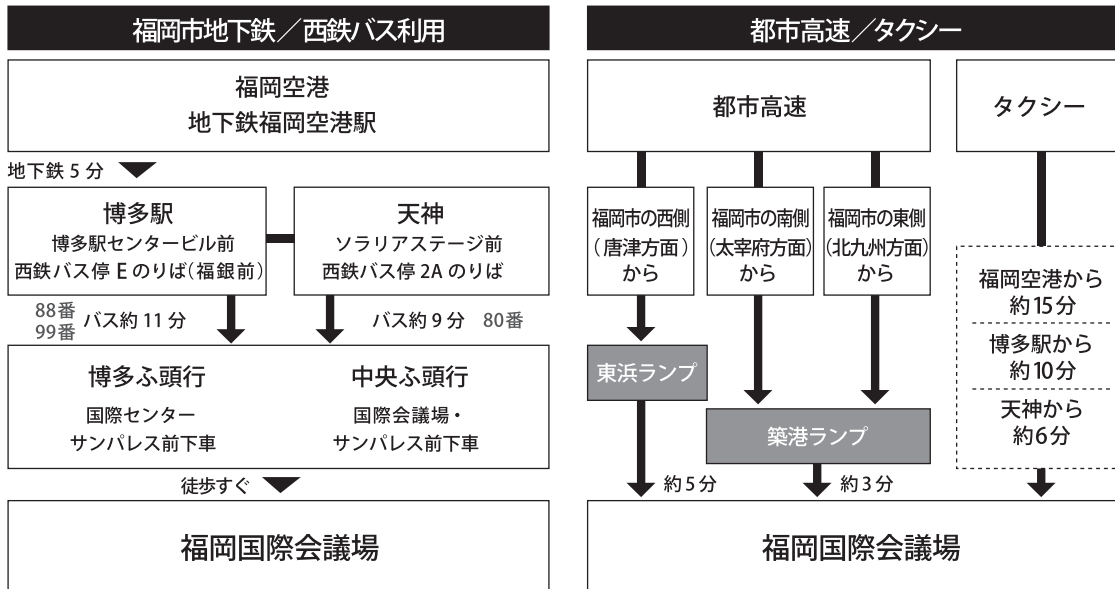 福岡市地下鉄／西鉄バス利用
福岡空港
地下鉄福岡空港駅
地下鉄 5 分
博多駅
博多駅センタービル前
西鉄バス停 E のりば(福銀前)
天神
ソラリアステージ前
西鉄バス停 2A のりば
88番
99番
バス約 11 分
バス約 9 分
80番
博多ふ頭行
国際センター
サンパレス前下車
中央ふ頭行
国際会議場・
サンパレス前下車
徒歩すぐ
福岡国際会議場
都市高速／タクシー
都市高速
福岡市の西側
(唐津方面)
から
福岡市の南側
(太宰府方面)
から
福岡市の東側
(北九州方面)
から
東浜ランプ
築港ランプ
約 5 分
約 3 分
タクシー
福岡空港から
約15分
博多駅から
約10分
天神から
約6分
福岡国際会議場